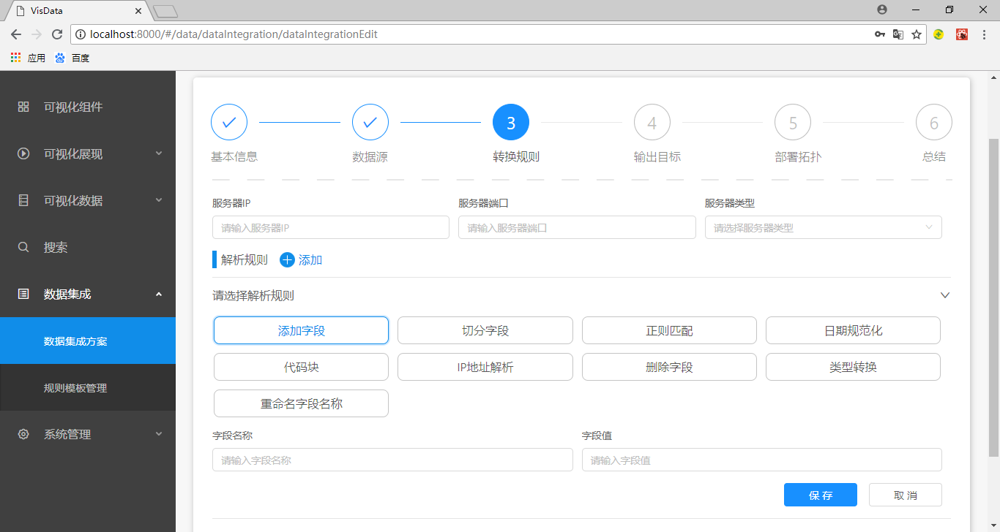 VisData
localhost:8000/#/data/dataIntegration/dataIntegrationEdit
应用 百度
可视化组件
可视化展现
可视化数据
搜索
数据集成
数据集成方案
规则模板管理
系统管理
3 4 5 6
基本信息 数据源 转换规则 输出目标 部署拓扑 总结
服务器IP 服务器端口 服务器类型
请输入服务器IP 请输入服务器端口 请选择服务器类型
解析规则 添加
请选择解析规则
添加字段 切分字段 正则匹配 日期规范化
代码块 IP地址解析 删除字段 类型转换
重命名字段名称
字段名称 字段值
请输入字段名称 请输入字段值
保 存 取 消